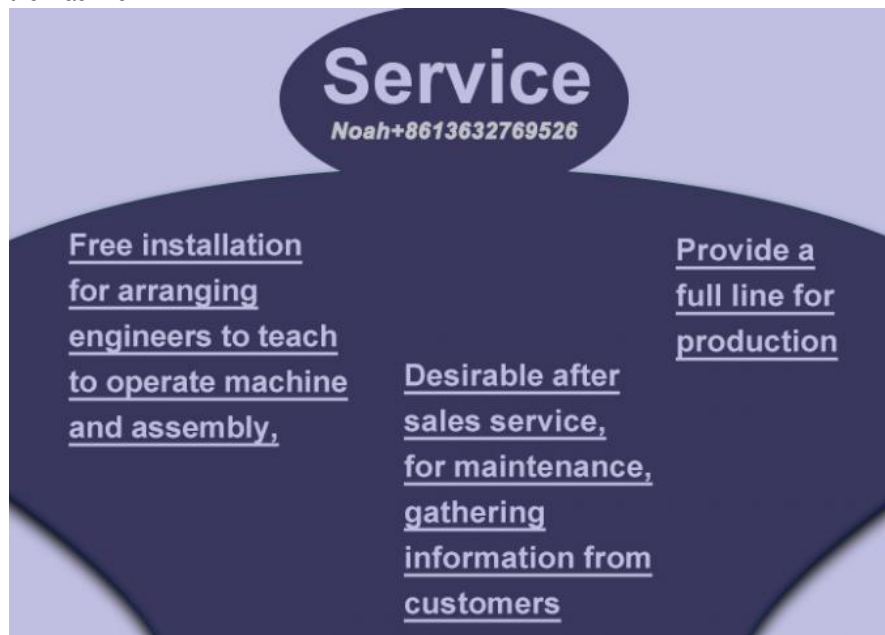 Service
Noah+8613632769526
Free installation
for arranging
engineers to teach
to operate machine
and assembly,
Desirable after
sales service,
for maintenance,
gathering
information from
customers
Provide a
full line for
production